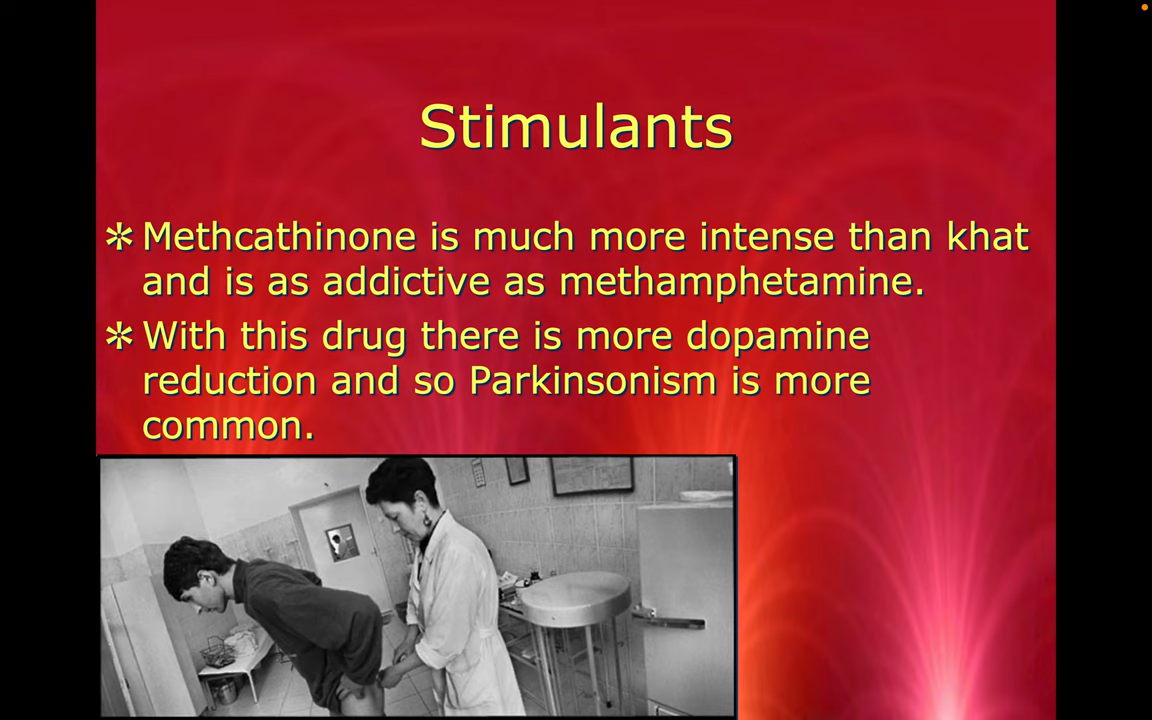 Stimulants
Methcathinone is much more intense than khat
and is as addictive as methamphetamine.
With this drug there is more dopamine
reduction and so Parkinsonism is more
common.